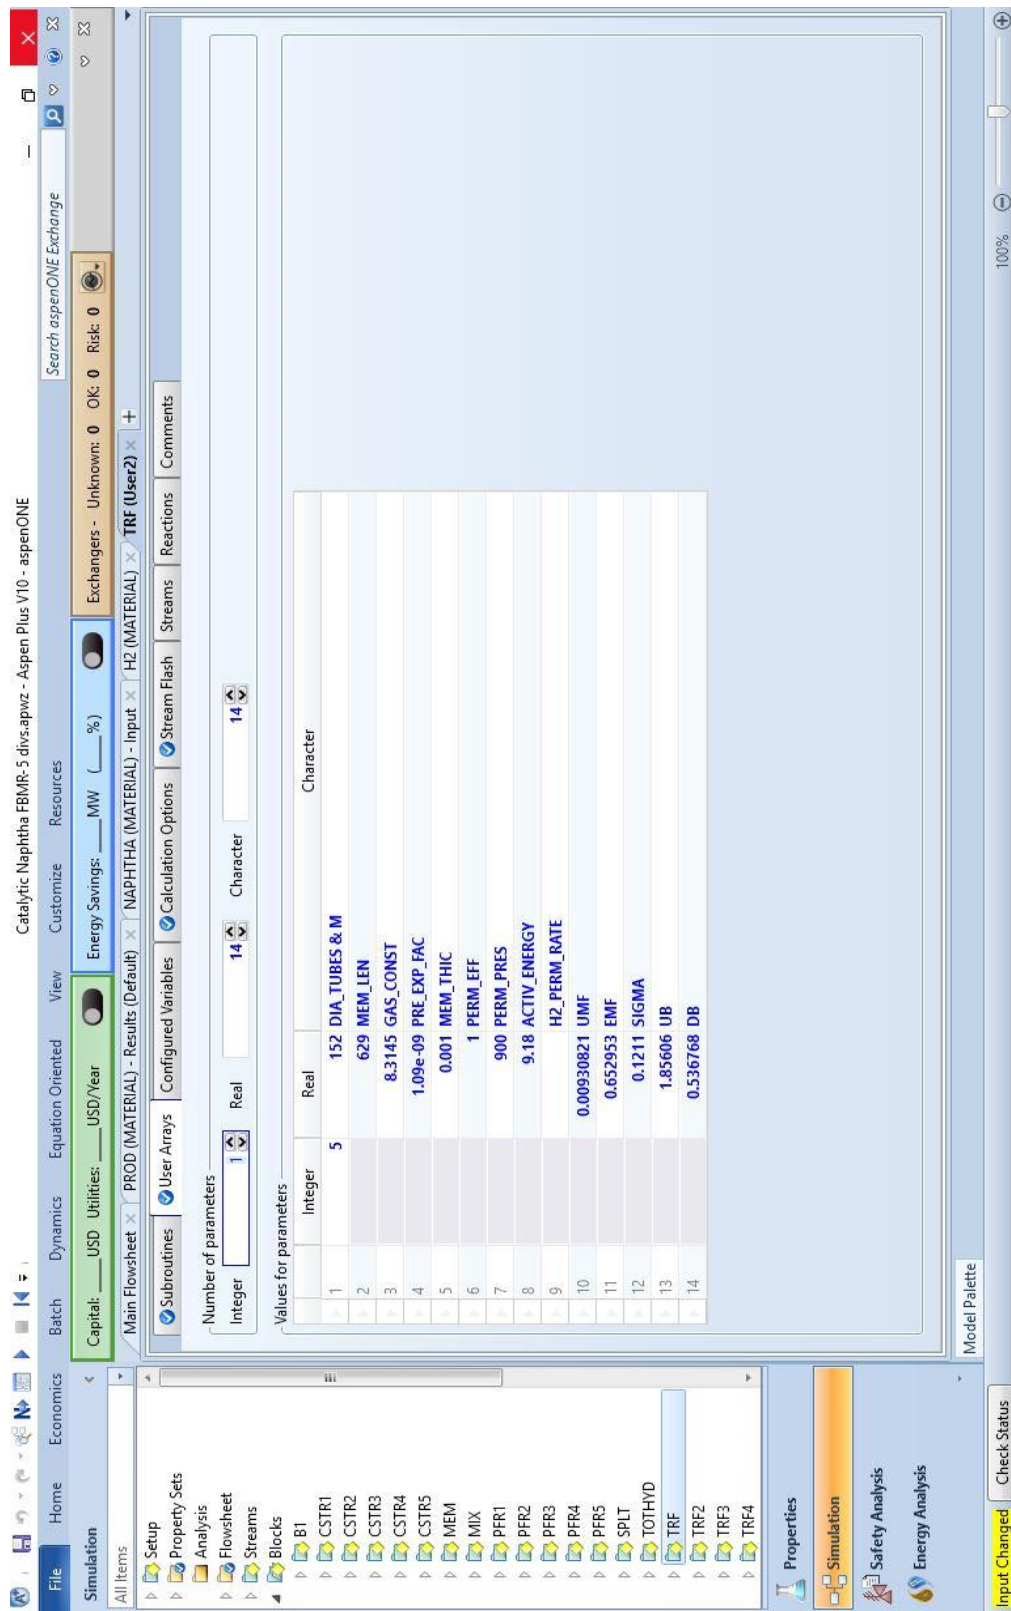 Catalytic Naphtha FBMR- 5 divs.apwz - Aspen Plus V10 - aspenONE
File Home Economics Batch Dynamics Equation Oriented View Customize Resources Search aspenONE Exchange
Simulation
Capital: ____USD Utilities: ____USD/Year Energy Savings: ____MW (____%) Exchangers - Unknown: 0 OK: 0 Risk: 0
All Items
Main Flowsheet × PROD (MATERIAL) - Results (Default) × NAPHTHA (MATERIAL) - Input × H2 (MATERIAL) × TRF (User2) × +
Subroutines User Arrays Configured Variables Calculation Options Stream Flash Streams Reactions Comments
Setup
Property Sets
Analysis
Flowsheet
Streams
Blocks
B1
CSTR1
CSTR2
CSTR3
CSTR4
CSTR5
MEM
MIX
PFR1
PFR2
PFR3
PFR4
PFR5
SPLT
TOTHYD
TRF
TRF2
TRF3
TRF4
Properties
Simulation
Safety Analysis
Energy Analysis
Number of parameters
Integer 1 Real 14 Character 14
Values for parameters
Integer Real Character
1 5 152 DIA_TUBES & M
2 629 MEM_LEN
3 8.3145 GAS_CONST
4 1.09e-09 PRE_EXP_FAC
5 0.001 MEM_THIC
6 1 PERM_EFF
7 900 PERM_PRES
8 9.18 ACTIV_ENERGY
9 H2_PERM_RATE
10 0.00930821 UMF
11 0.652953 EMF
12 0.1211 SIGMA
13 1.85606 UB
14 0.536768 DB
Model Palette
Input Changed Check Status 100%